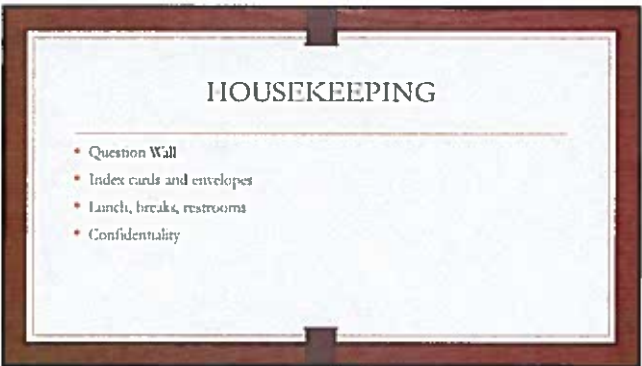 HOUSEKEEPING
• Question Wall
• Index cards and envelopes
• Lunch, breaks, restrooms
• Confidentiality